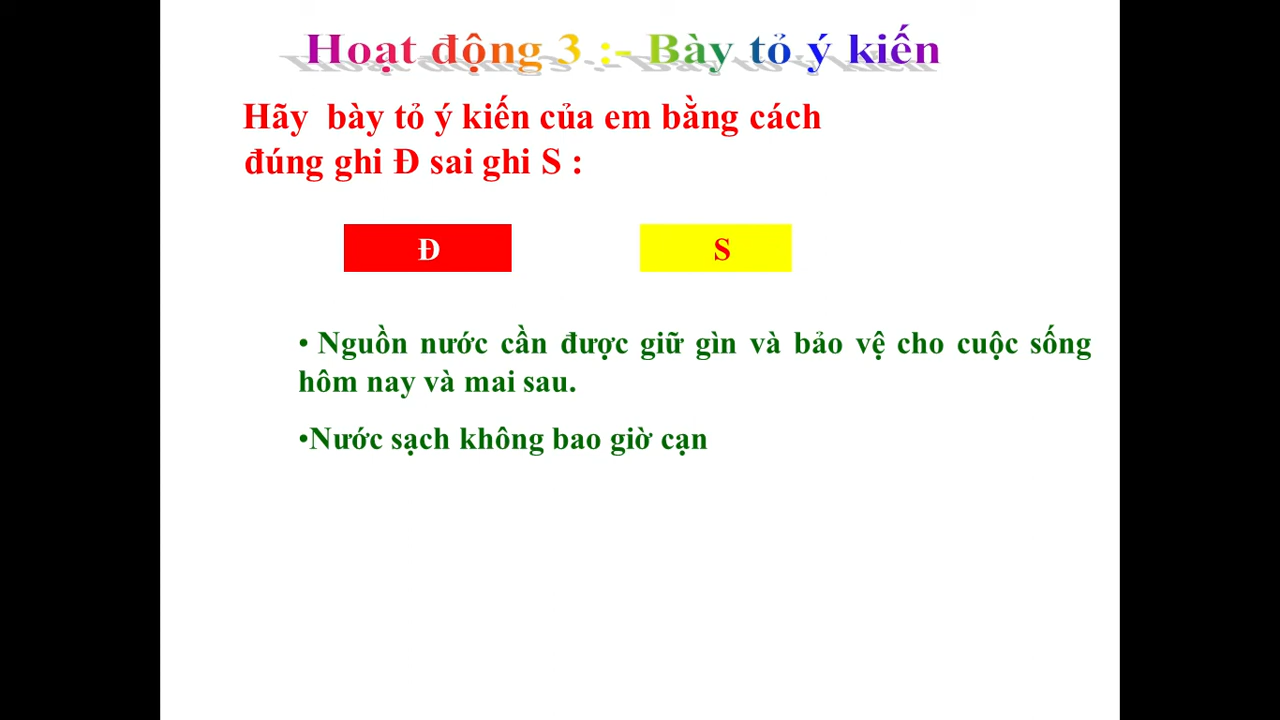 Hoạt động 3 :- Bày tỏ ý kiến
Hãy bày tỏ ý kiến của em bằng cách
đúng ghi Đ sai ghi S :
Đ
S
• Nguồn nước cần được giữ gìn và bảo vệ cho cuộc sống
hôm nay và mai sau.
•Nước sạch không bao giờ cạn